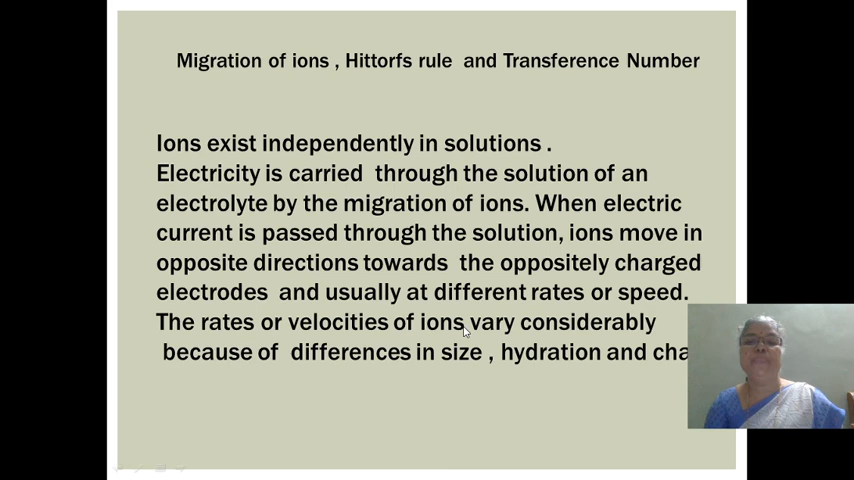 Migration of ions , Hittorfs rule and Transference Number
Ions exist independently in solutions .
Electricity is carried through the solution of an
electrolyte by the migration of ions. When electric
current is passed through the solution, ions move in
opposite directions towards the oppositely charged
electrodes and usually at different rates or speed.
The rates or velocities of ions vary considerably
because of differences in size , hydration and